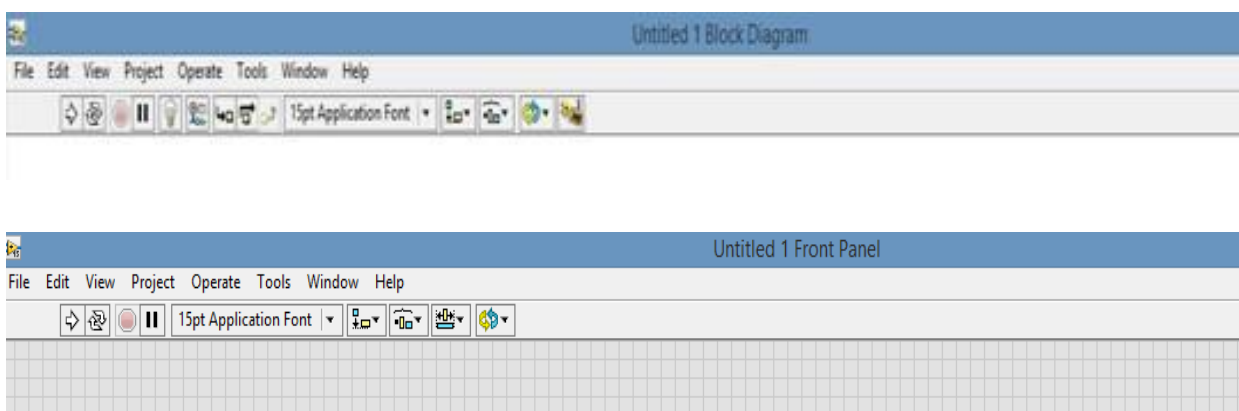 Untitled 1 Block Diagram
File Edit View Project Operate Tools Window Help
15pt Application Font
Untitled 1 Front Panel
File Edit View Project Operate Tools Window Help
15pt Application Font